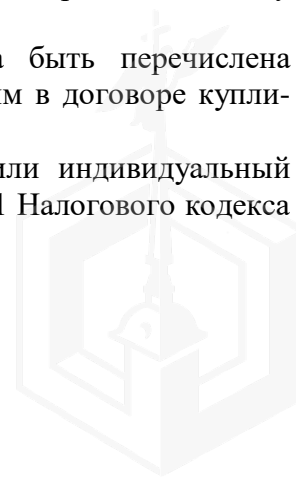 а быть перечислена
им в договоре купли-
или индивидуальный
1 Налогового кодекса